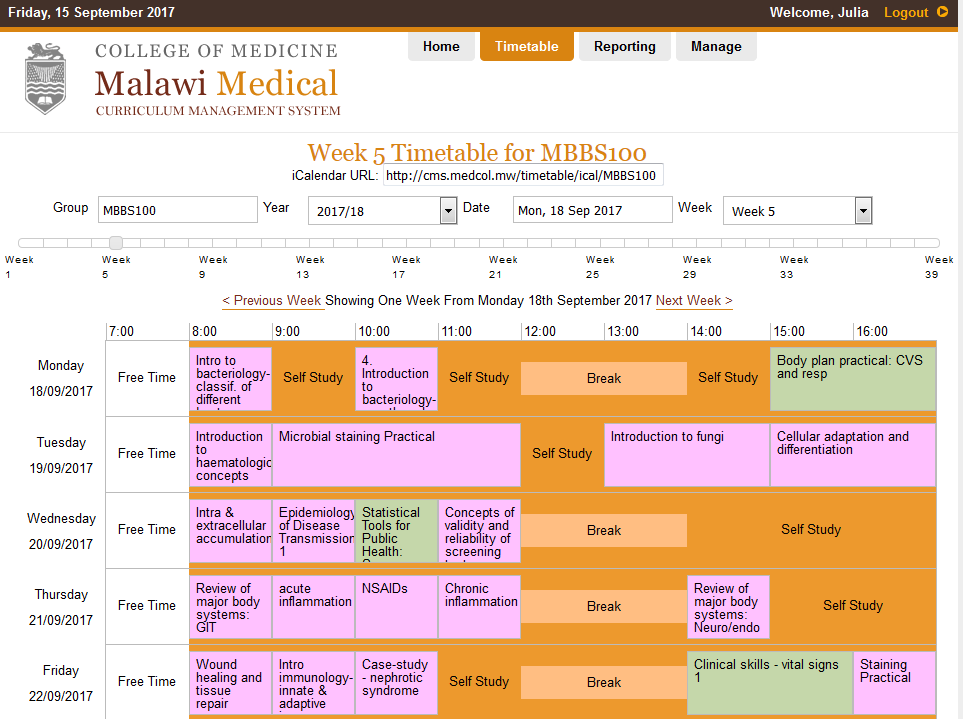 Friday, 15 September 2017
Welcome, Julia Logout
COLLEGE OF MEDICINE
Malawi Medical
CURRICULUM MANAGEMENT SYSTEM
Home Timetable Reporting Manage
Week 5 Timetable for MBBS100
iCalendar URL: http://cms.medcol.mw/timetable/ical/MBBS100
Group MBBS100 Year 2017/18 Date Mon, 18 Sep 2017 Week Week 5
Week Week Week Week Week Week Week Week Week Week
1 5 9 13 17 21 25 29 33 39
< Previous Week Showing One Week From Monday 18th September 2017 Next Week >
7:00 8:00 9:00 10:00 11:00 12:00 13:00 14:00 15:00 16:00
Monday
18/09/2017
Free Time
Intro to
bacteriology-
classif. of
different
Self Study
4.
Introduction
to
bacteriology-
Self Study
Break
Self Study
Body plan practical: CVS
and resp
Tuesday
19/09/2017
Free Time
Introduction
to
haematologic
concepts
Microbial staining Practical
Self Study
Introduction to fungi
Cellular adaptation and
differentiation
Wednesday
20/09/2017
Free Time
Intra &
extracellular
accumulation
Epidemiology
of Disease
Transmission
1
Statistical
Tools for
Public
Health:
Concepts of
validity and
reliability of
screening
Break
Self Study
Thursday
21/09/2017
Free Time
Review of
major body
systems:
GIT
acute
inflammation
NSAIDs
Chronic
inflammation
Break
Review of
major body
systems:
Neuro/endo
Self Study
Friday
22/09/2017
Free Time
Wound
healing and
tissue
repair
Intro
immunology-
innate &
adaptive
Case-study
- nephrotic
syndrome
Self Study
Break
Clinical skills - vital signs
1
Staining
Practical